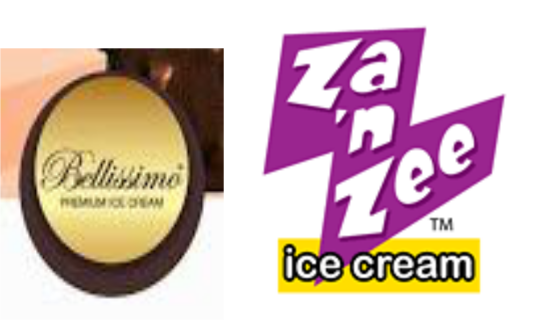 Bellissimo
PREMIUM ICE CREAM
Za
'n
Zee
TM
ice cream